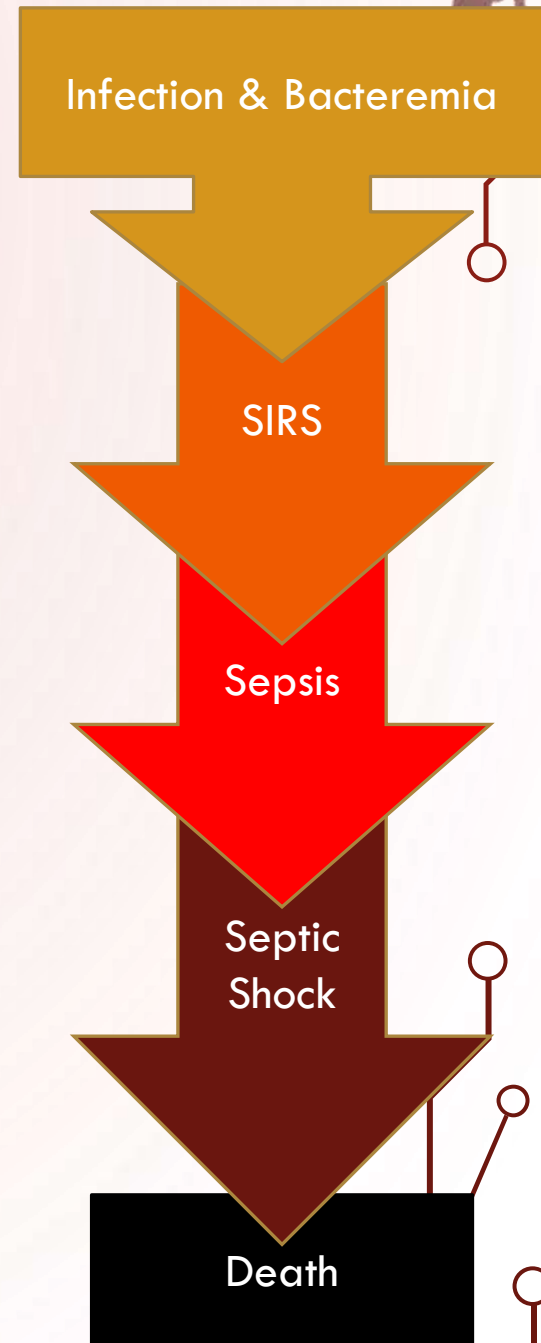 Infection & Bacteremia
SIRS
Sepsis
Septic
Shock
Death